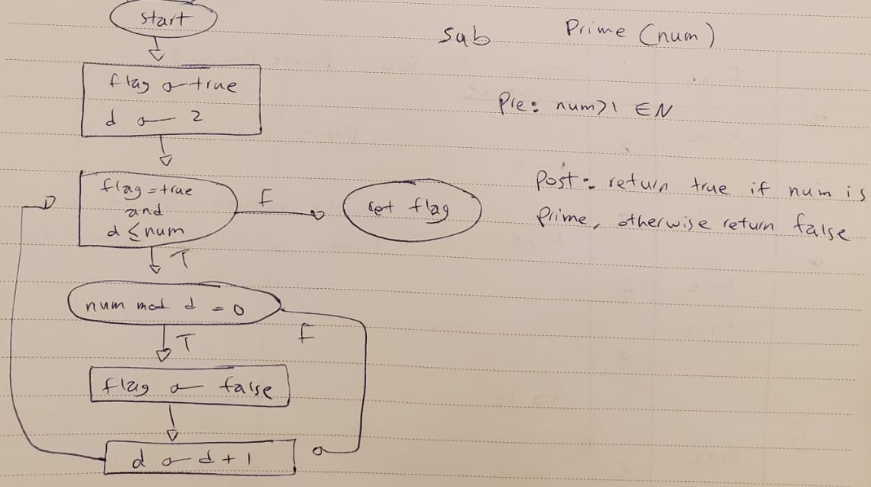 start
sub Prime (num)
flag ← true
d ← 2
Pre: num>1 ∈ N
flag = true
and
d ≤ num
F
ret flag
Post: return true if num is
prime, otherwise return false
T
num mod d = 0
F
T
flag ← false
d ← d + 1